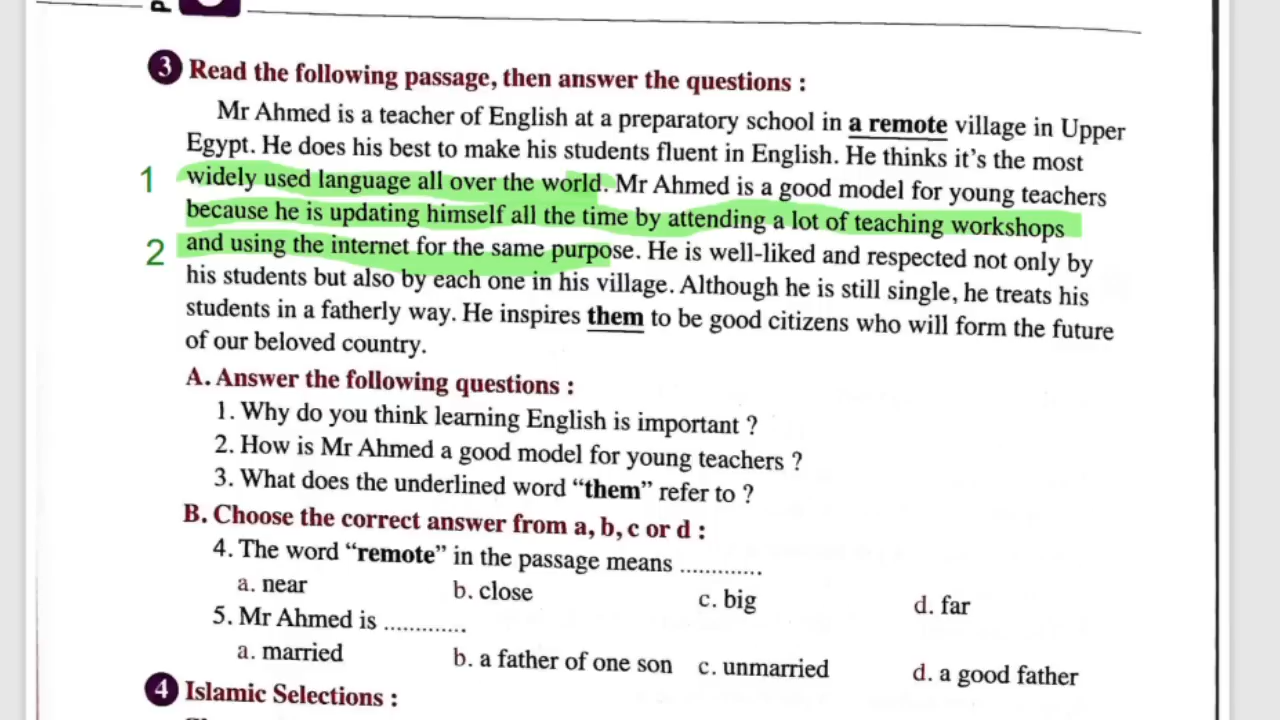 P
3 Read the following passage, then answer the questions :
Mr Ahmed is a teacher of English at a preparatory school in a remote village in Upper
Egypt. He does his best to make his students fluent in English. He thinks it’s the most
1 widely used language all over the world. Mr Ahmed is a good model for young teachers
because he is updating himself all the time by attending a lot of teaching workshops
2 and using the internet for the same purpose. He is well-liked and respected not only by
his students but also by each one in his village. Although he is still single, he treats his
students in a fatherly way. He inspires them to be good citizens who will form the future
of our beloved country.
A. Answer the following questions :
1. Why do you think learning English is important ?
2. How is Mr Ahmed a good model for young teachers ?
3. What does the underlined word “them” refer to ?
B. Choose the correct answer from a, b, c or d :
4. The word “remote” in the passage means .............
a. near b. close c. big d. far
5. Mr Ahmed is .............
a. married b. a father of one son c. unmarried d. a good father
4 Islamic Selections :